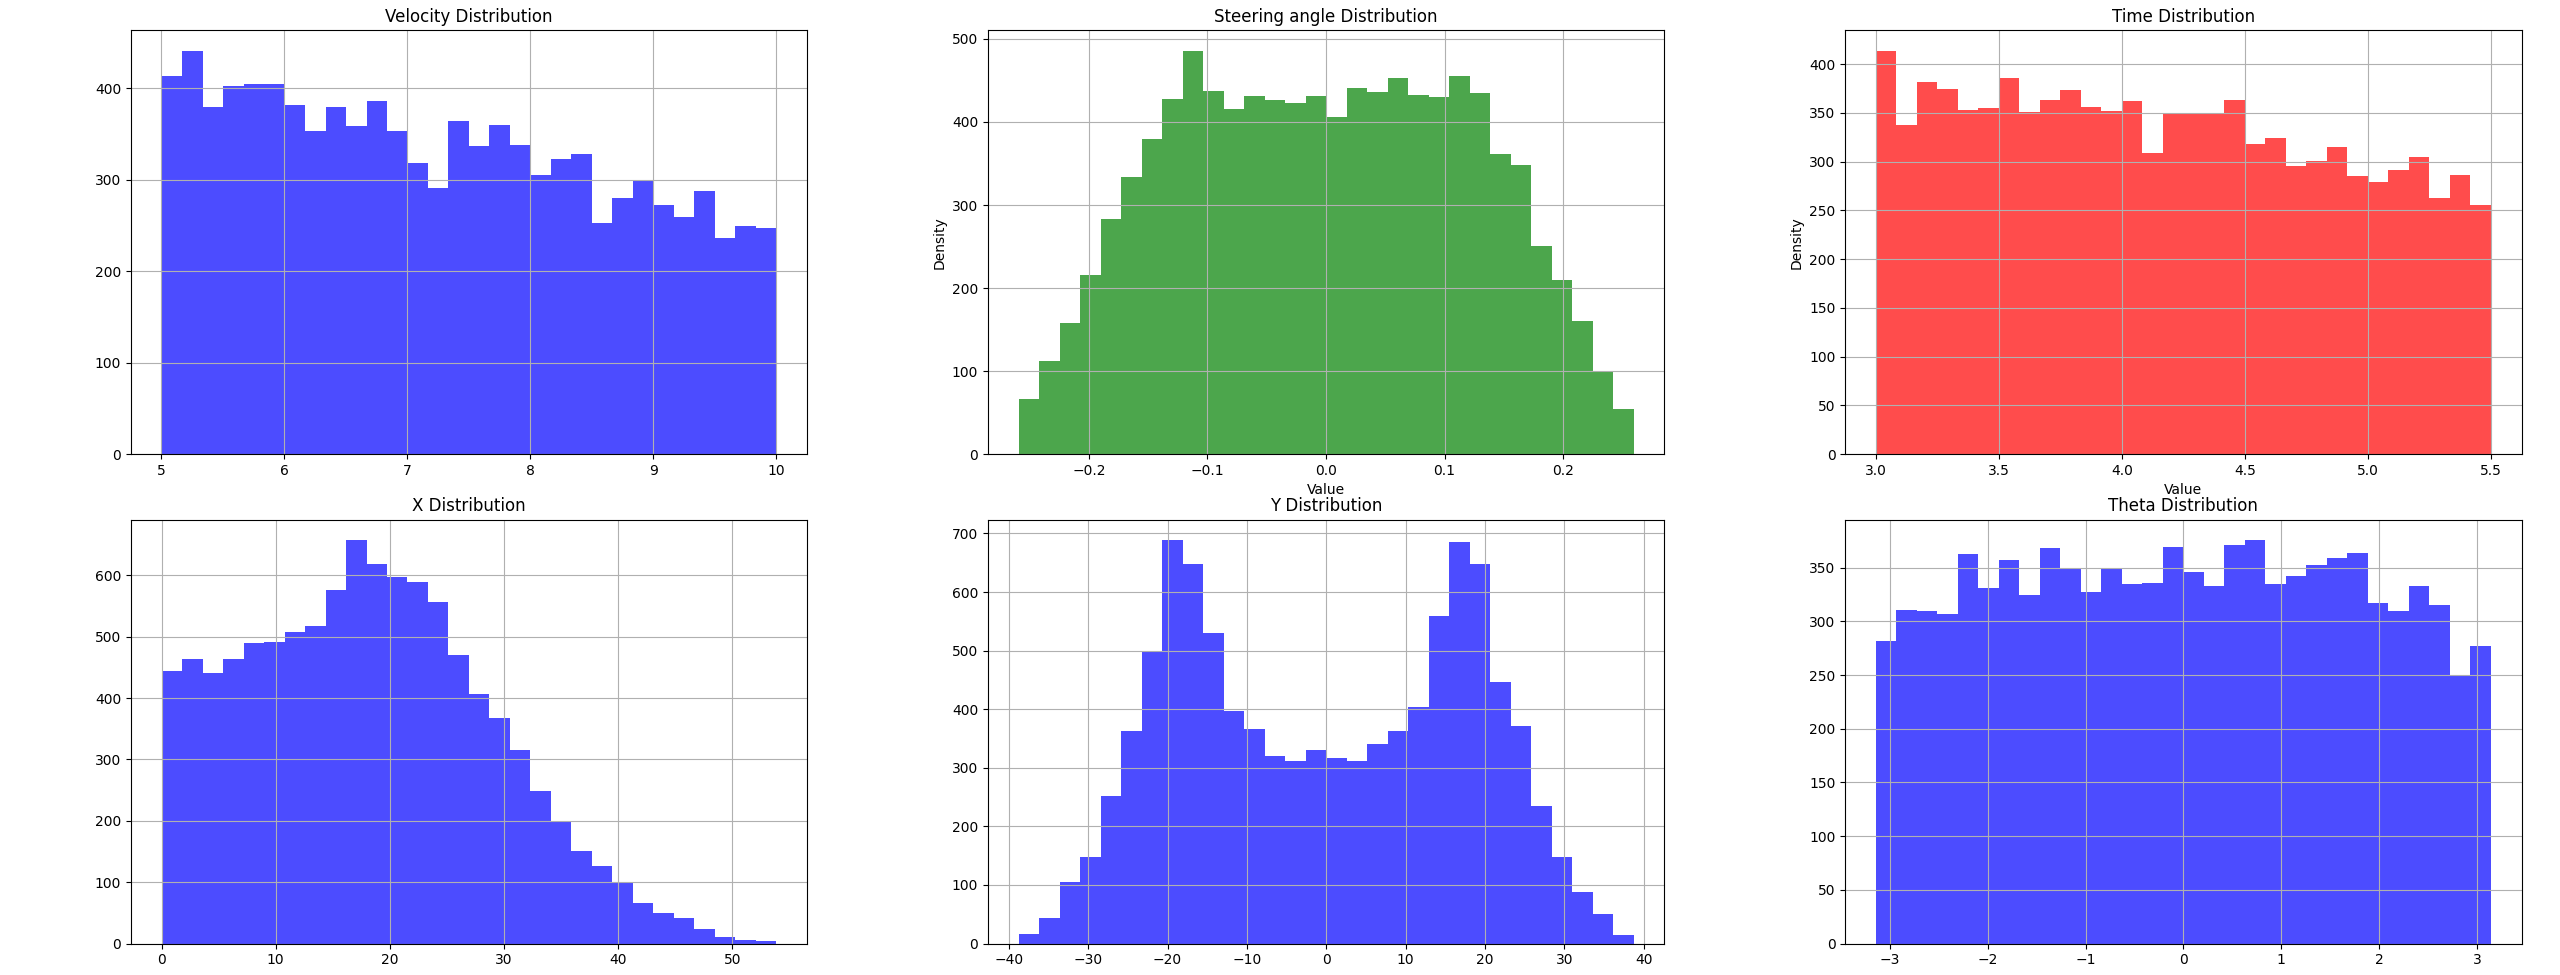 Velocity Distribution
400
300
200
100
0
5 6 7 8 9 10
Steering angle Distribution
Density
500
400
300
200
100
0
−0.2 −0.1 0.0 0.1 0.2
Value
Time Distribution
Density
400
350
300
250
200
150
100
50
0
3.0 3.5 4.0 4.5 5.0 5.5
Value
X Distribution
600
500
400
300
200
100
0
0 10 20 30 40 50
Y Distribution
700
600
500
400
300
200
100
0
−40 −30 −20 −10 0 10 20 30 40
Theta Distribution
350
300
250
200
150
100
50
0
−3 −2 −1 0 1 2 3